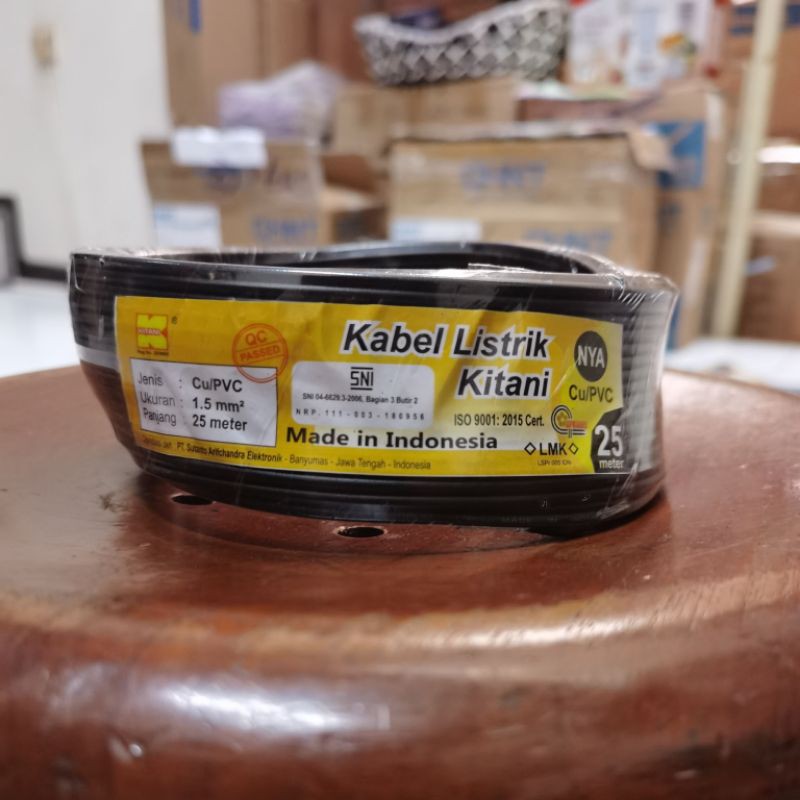 KITANI
®
QC
PASSED
Kabel Listrik
Kitani
NYA
Cu/PVC
Jenis : Cu/PVC
Ukuran : 1.5 mm²
Panjang : 25 meter
SNI
SNI 04-6629.3-2006, Bagian 3 Butir 2
NRP. 111-003-180956
ISO 9001: 2015 Cert.
Made in Indonesia
LMK
25
meter
PT. Sutanto Arifchandra Elektronik - Banyumas - Jawa Tengah - Indonesia